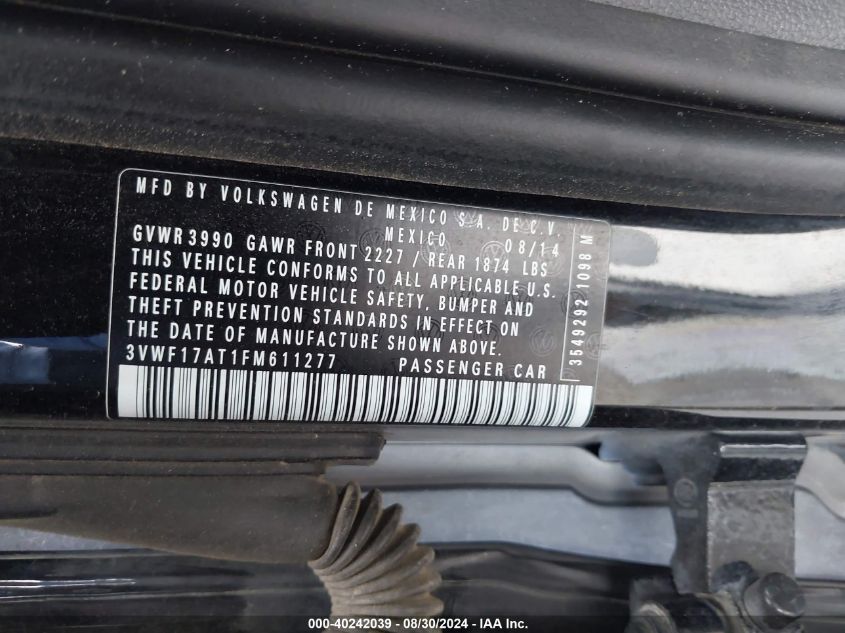 MFD BY VOLKSWAGEN DE MEXICO S.A. DE C.V.
MEXICO 08/14
GVWR 3990 GAWR FRONT 2227 / REAR 1874 LBS
THIS VEHICLE CONFORMS TO ALL APPLICABLE U.S.
FEDERAL MOTOR VEHICLE SAFETY, BUMPER AND
THEFT PREVENTION STANDARDS IN EFFECT ON
THE DATE OF MANUFACTURE SHOWN ABOVE.
3VWF17AT1FM611277 PASSENGER CAR
3549292 1098 M
000-40242039 - 08/30/2024 - IAA Inc.